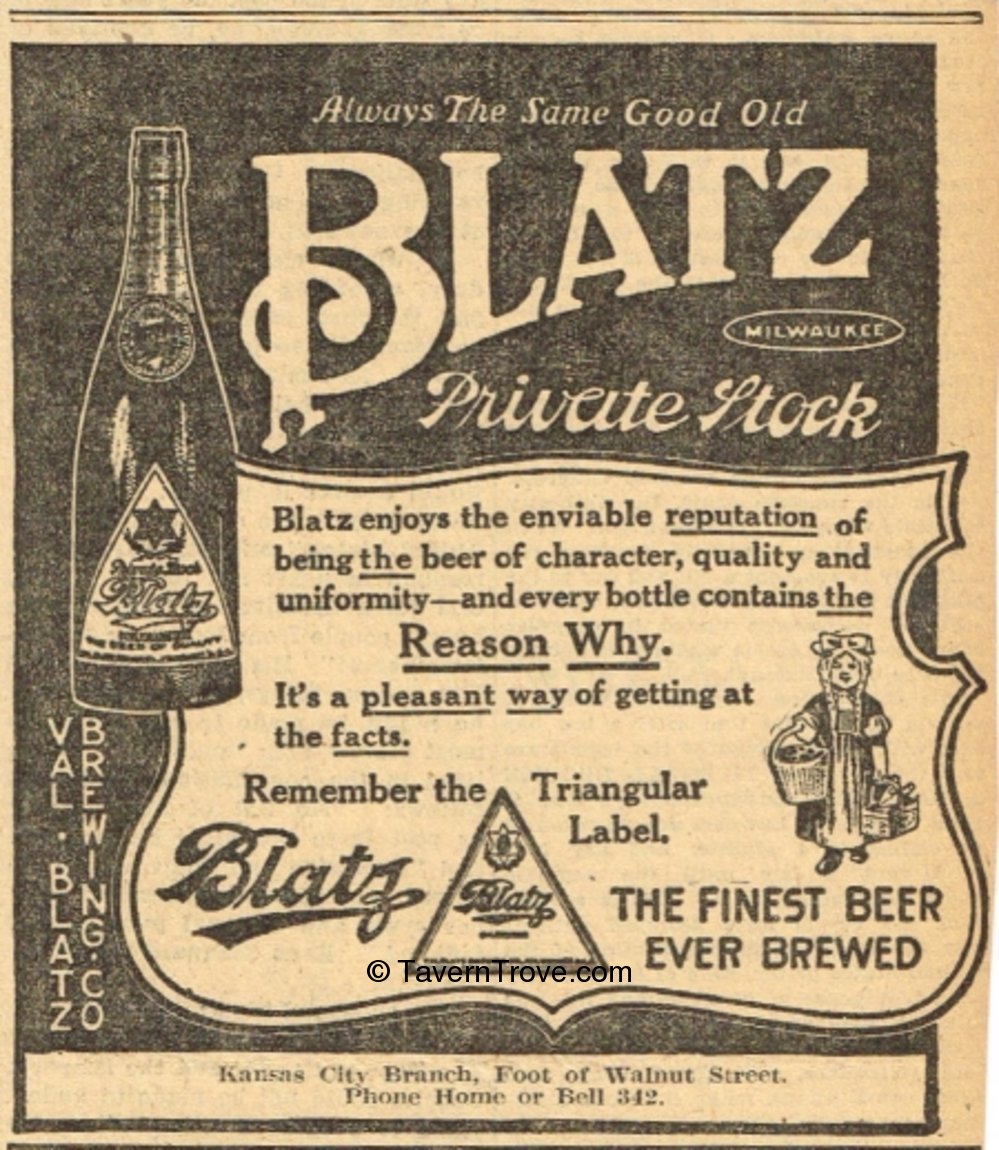 Always The Same Good Old
BLATZ
MILWAUKEE
Private Stock
Private Stock
Blatz
Blatz enjoys the enviable reputation of
being the beer of character, quality and
uniformity—and every bottle contains the
Reason Why.
It's a pleasant way of getting at
the facts.
Remember the Triangular
Label.
Blatz
Blatz
THE FINEST BEER
EVER BREWED
VAL · BLATZ
BREWING · CO
© TavernTrove.com
Kansas City Branch, Foot of Walnut Street.
Phone Home or Bell 342.